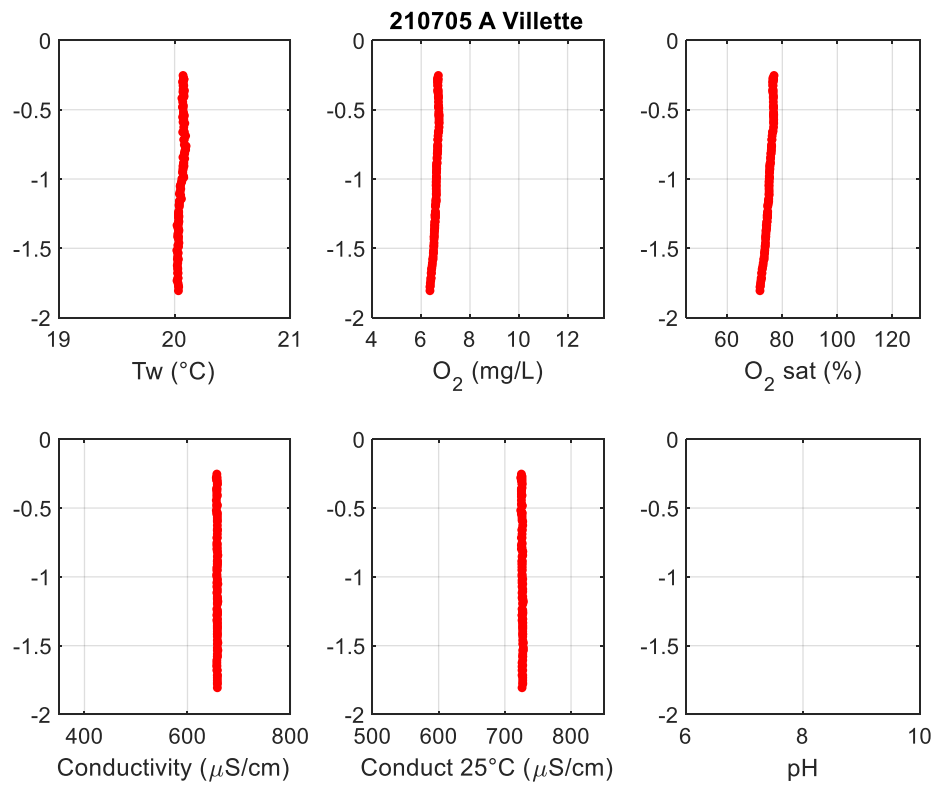 210705 A Villette
0
-0.5
-1
-1.5
-2
19 20 21
Tw (°C)
0
-0.5
-1
-1.5
-2
4 6 8 10 12
O2 (mg/L)
0
-0.5
-1
-1.5
-2
60 80 100 120
O2 sat (%)
0
-0.5
-1
-1.5
-2
400 600 800
Conductivity (μS/cm)
0
-0.5
-1
-1.5
-2
500 600 700 800
Conduct 25°C (μS/cm)
0
-0.5
-1
-1.5
-2
6 8 10
pH